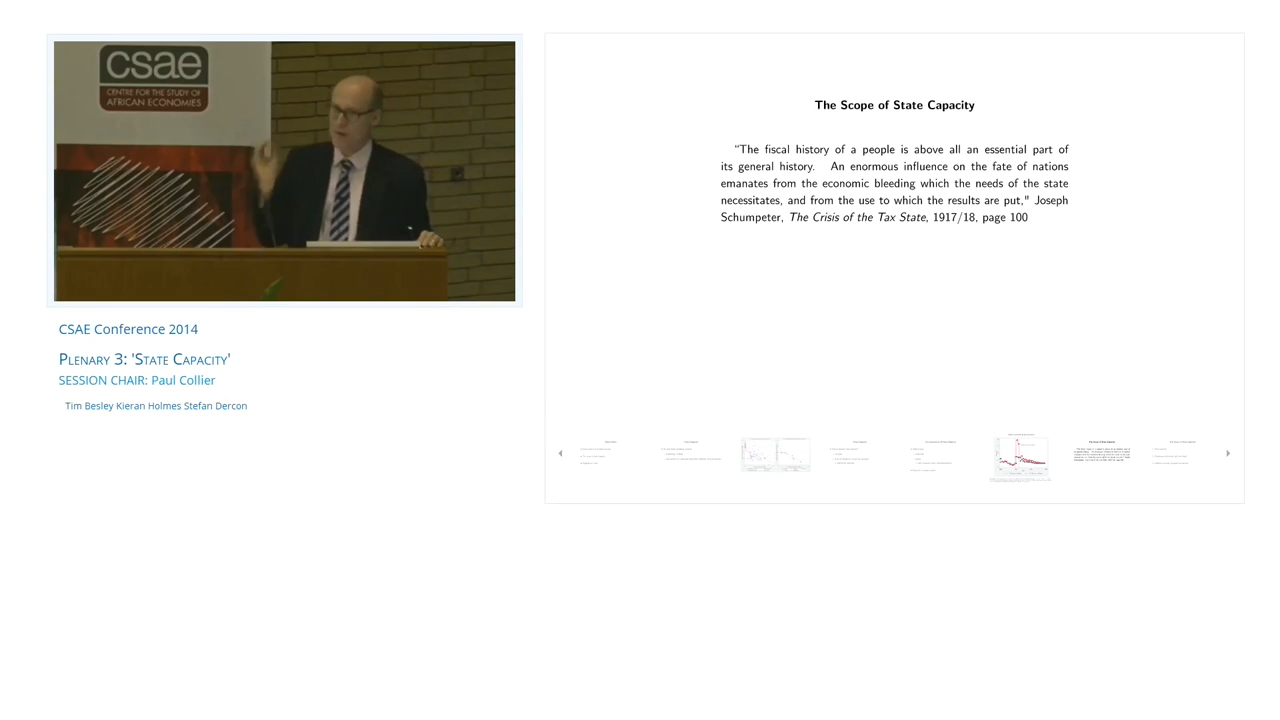 csae
CENTRE FOR THE STUDY OF
AFRICAN ECONOMIES
CSAE Conference 2014
Plenary 3: 'State Capacity'
SESSION CHAIR: Paul Collier
Tim Besley Kieran Holmes Stefan Dercon
The Scope of State Capacity
“The fiscal history of a people is above all an essential part of
its general history. An enormous influence on the fate of nations
emanates from the economic bleeding which the needs of the state
necessitates, and from the use to which the results are put," Joseph
Schumpeter, The Crisis of the Tax State, 1917/18, page 100